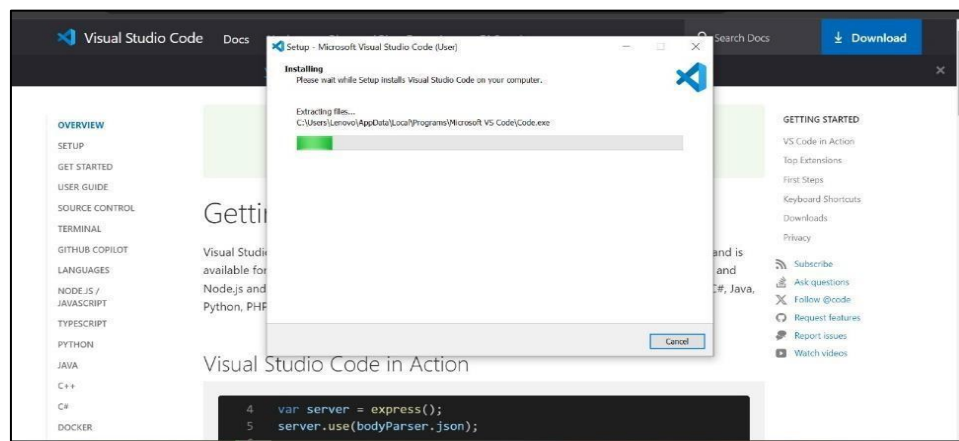 Visual Studio Code
Docs
Search Docs
Download
Setup - Microsoft Visual Studio Code (User)
Installing
Please wait while Setup installs Visual Studio Code on your computer.
Extracting files...
C:\Users\Lenovo\AppData\Local\Programs\Microsoft VS Code\Code.exe
Cancel
OVERVIEW
SETUP
GET STARTED
USER GUIDE
SOURCE CONTROL
TERMINAL
GITHUB COPILOT
LANGUAGES
NODE.JS /
JAVASCRIPT
TYPESCRIPT
PYTHON
JAVA
C++
C#
DOCKER
Getti
Visual Studi
and is
available for
and
Node.js and
C#, Java,
Python, PHP
Visual Studio Code in Action
4 var server = express();
5 server.use(bodyParser.json);
GETTING STARTED
VS Code in Action
Top Extensions
First Steps
Keyboard Shortcuts
Downloads
Privacy
Subscribe
Ask questions
Follow @code
Request features
Report issues
Watch videos